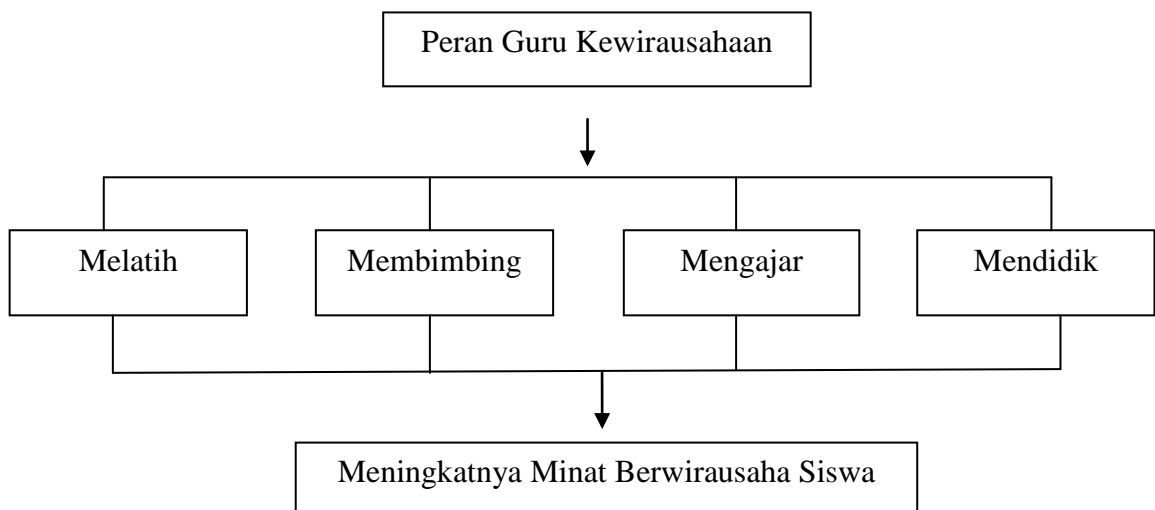 Peran Guru Kewirausahaan
Melatih
Membimbing
Mengajar
Mendidik
Meningkatnya Minat Berwirausaha Siswa